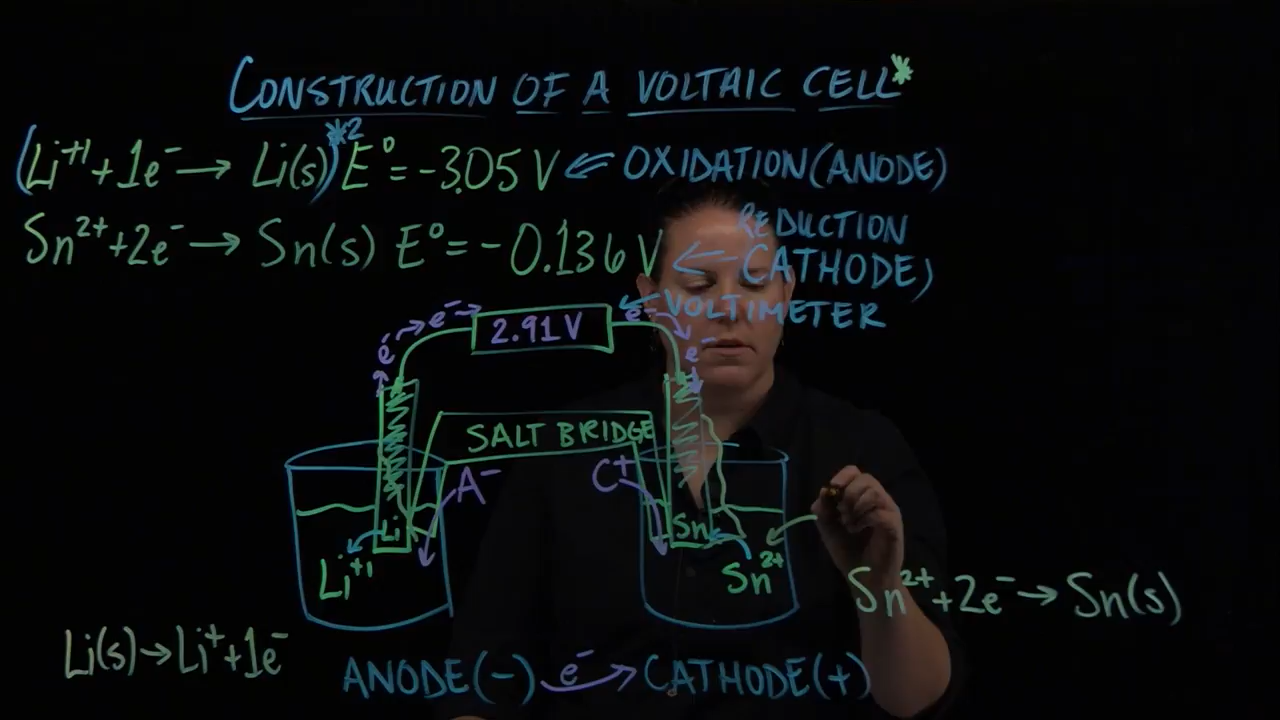 CONSTRUCTION OF A VOLTAIC CELL*
(Li⁺¹+1e⁻ → Li(s))*2 E°=-3.05 V ← OXIDATION (ANODE)
Sn²⁺+2e⁻ → Sn(s) E°=-0.136 V ← REDUCTION
CATHODE)
VOLTIMETER
e⁻ e⁻ 2.91 V e⁻ e⁻
SALT BRIDGE
A⁻ C⁺
Li Sn
Li⁺¹ Sn²⁺
Sn²⁺+2e⁻ → Sn(s)
Li(s) → Li⁺+1e⁻
ANODE(-) e⁻ → CATHODE(+)